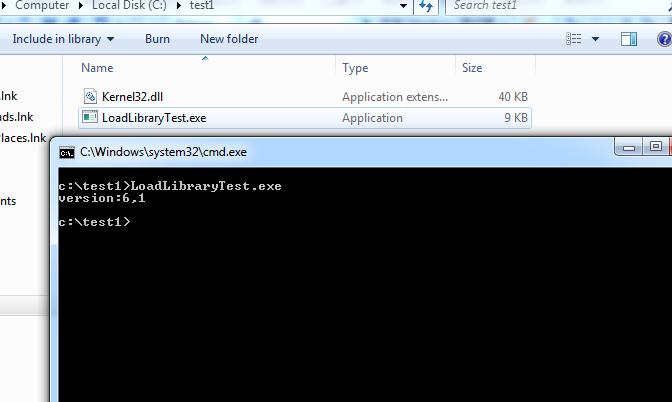 Computer Local Disk (C:) test1 Search test1
Include in library Burn New folder
Name Type Size
.lnk Kernel32.dll Application extens... 40 KB
ds.lnk LoadLibraryTest.exe Application 9 KB
Places.lnk
C:\Windows\system32\cmd.exe
c:\test1>LoadLibraryTest.exe
version:6,1
nts
c:\test1>